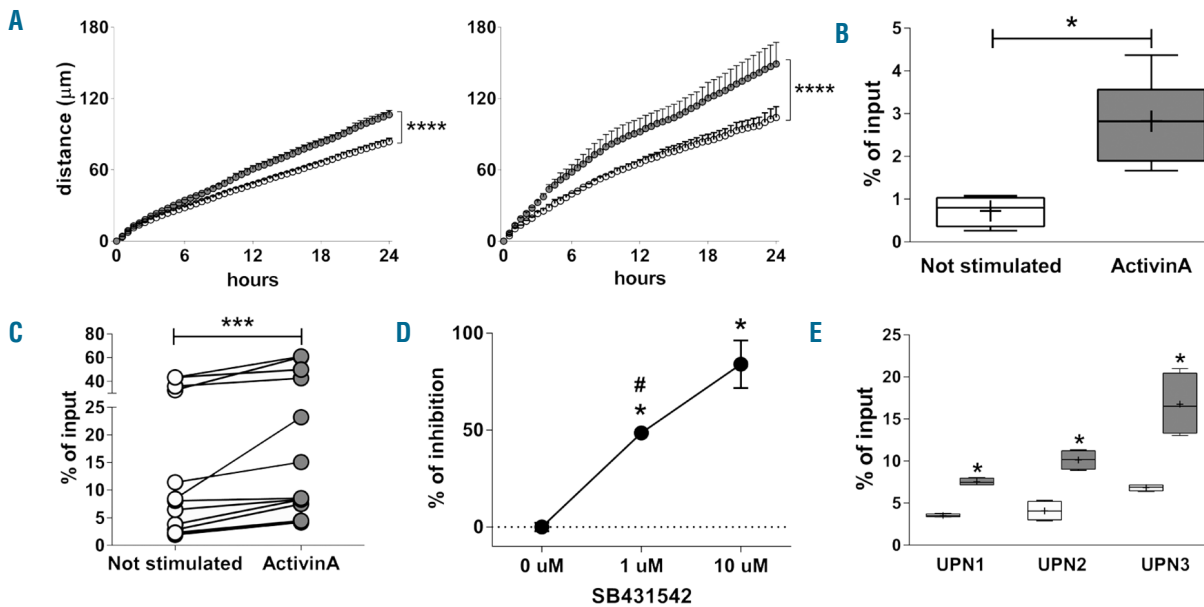 A
distance (µm)
180
120
60
0
0 6 12 18 24
hours
****
180
120
60
0
0 6 12 18 24
hours
****
B
% of input
5
4
3
2
1
0
*
Not stimulated ActivinA
C
% of input
80
60
40
25
20
15
10
5
0
***
Not stimulated ActivinA
D
% of inhibition
100
50
0
#
*
*
0 uM 1 uM 10 uM
SB431542
E
% of input
25
20
15
10
5
0
*
*
*
UPN1 UPN2 UPN3